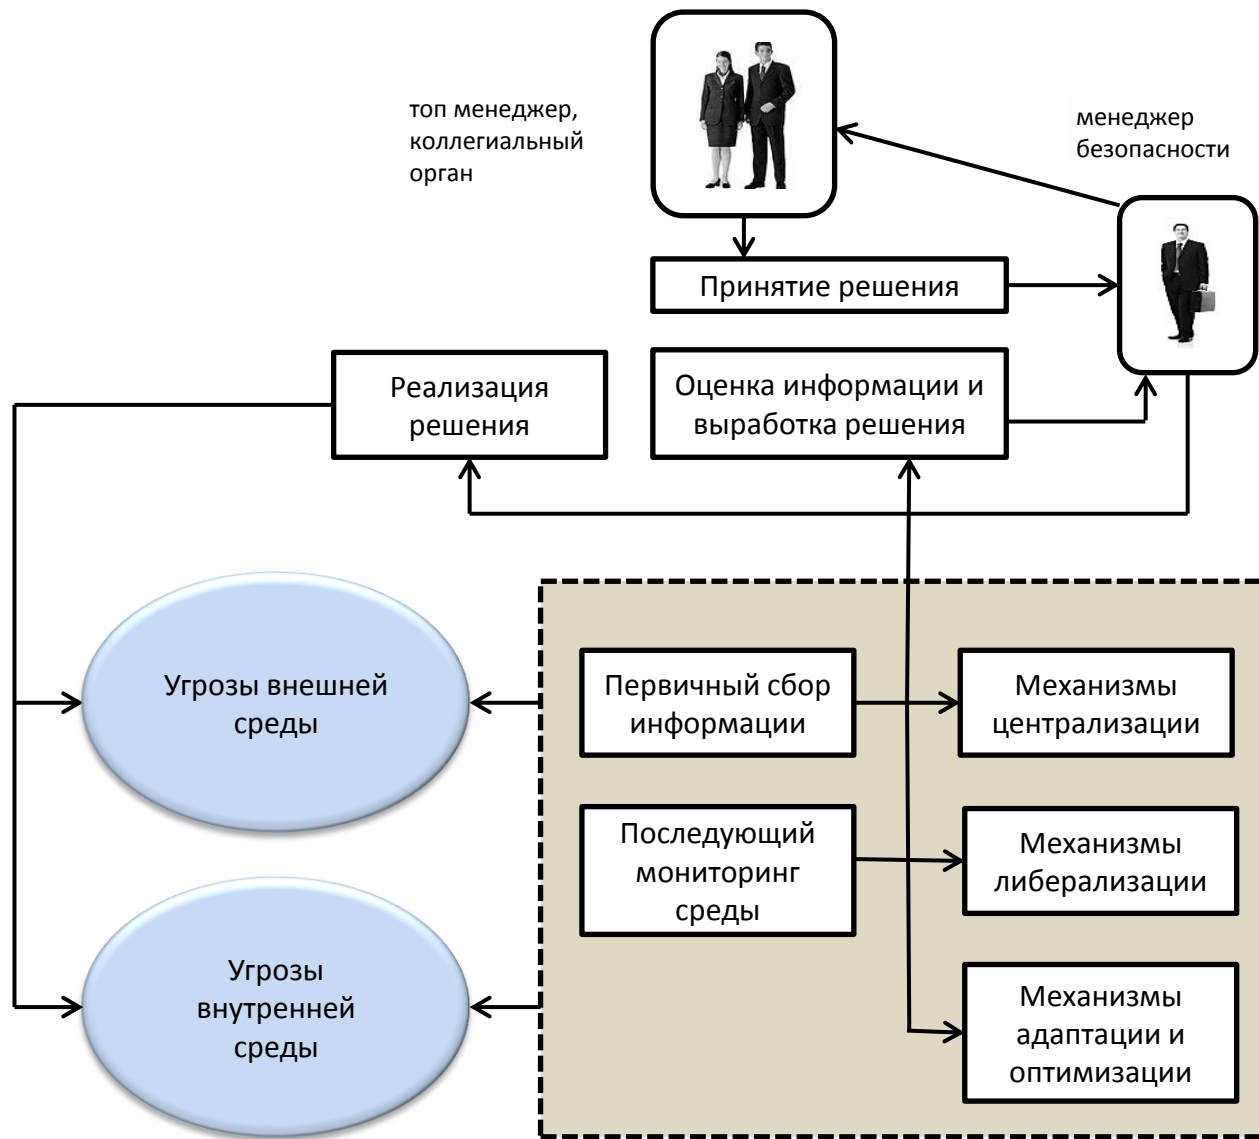 топ менеджер,
коллегиальный
орган
менеджер
безопасности
Принятие решения
Реализация
решения
Оценка информации и
выработка решения
Угрозы внешней
среды
Первичный сбор
информации
Механизмы
централизации
Последующий
мониторинг
среды
Механизмы
либерализации
Угрозы
внутренней
среды
Механизмы
адаптации и
оптимизации